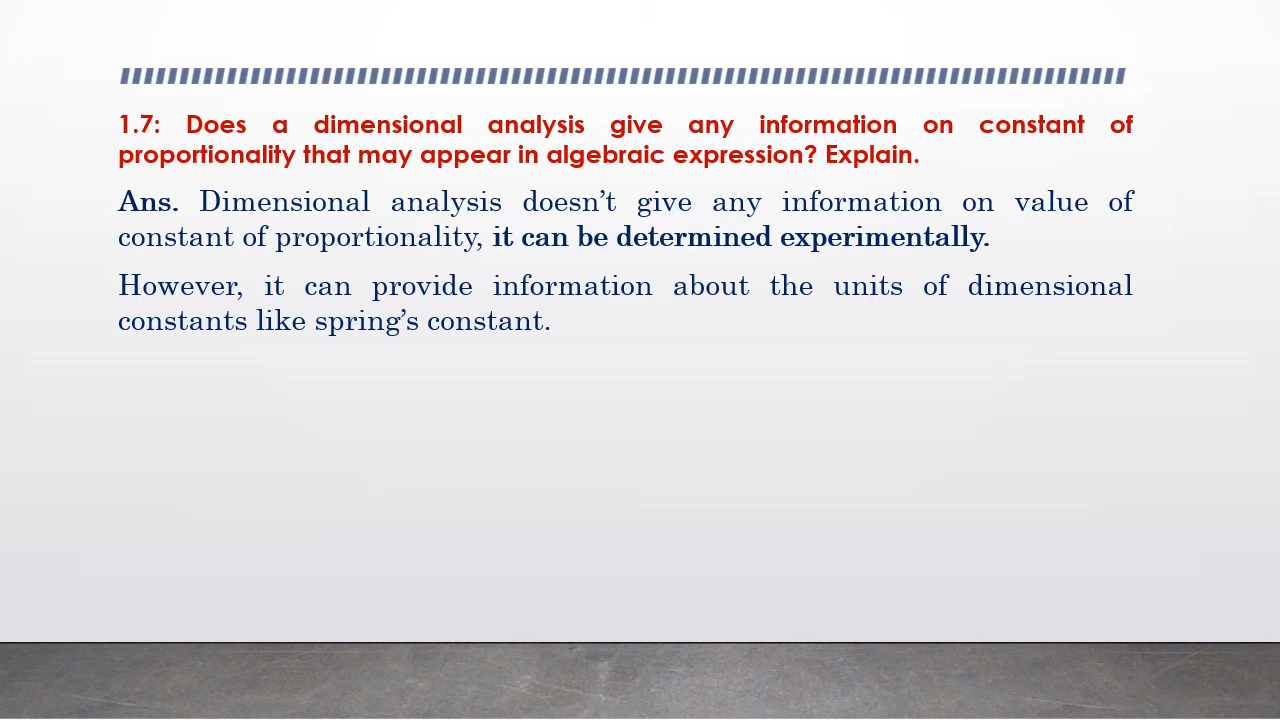 1.7: Does a dimensional analysis give any information on constant of
proportionality that may appear in algebraic expression? Explain.
Ans. Dimensional analysis doesn’t give any information on value of
constant of proportionality, it can be determined experimentally.
However, it can provide information about the units of dimensional
constants like spring’s constant.